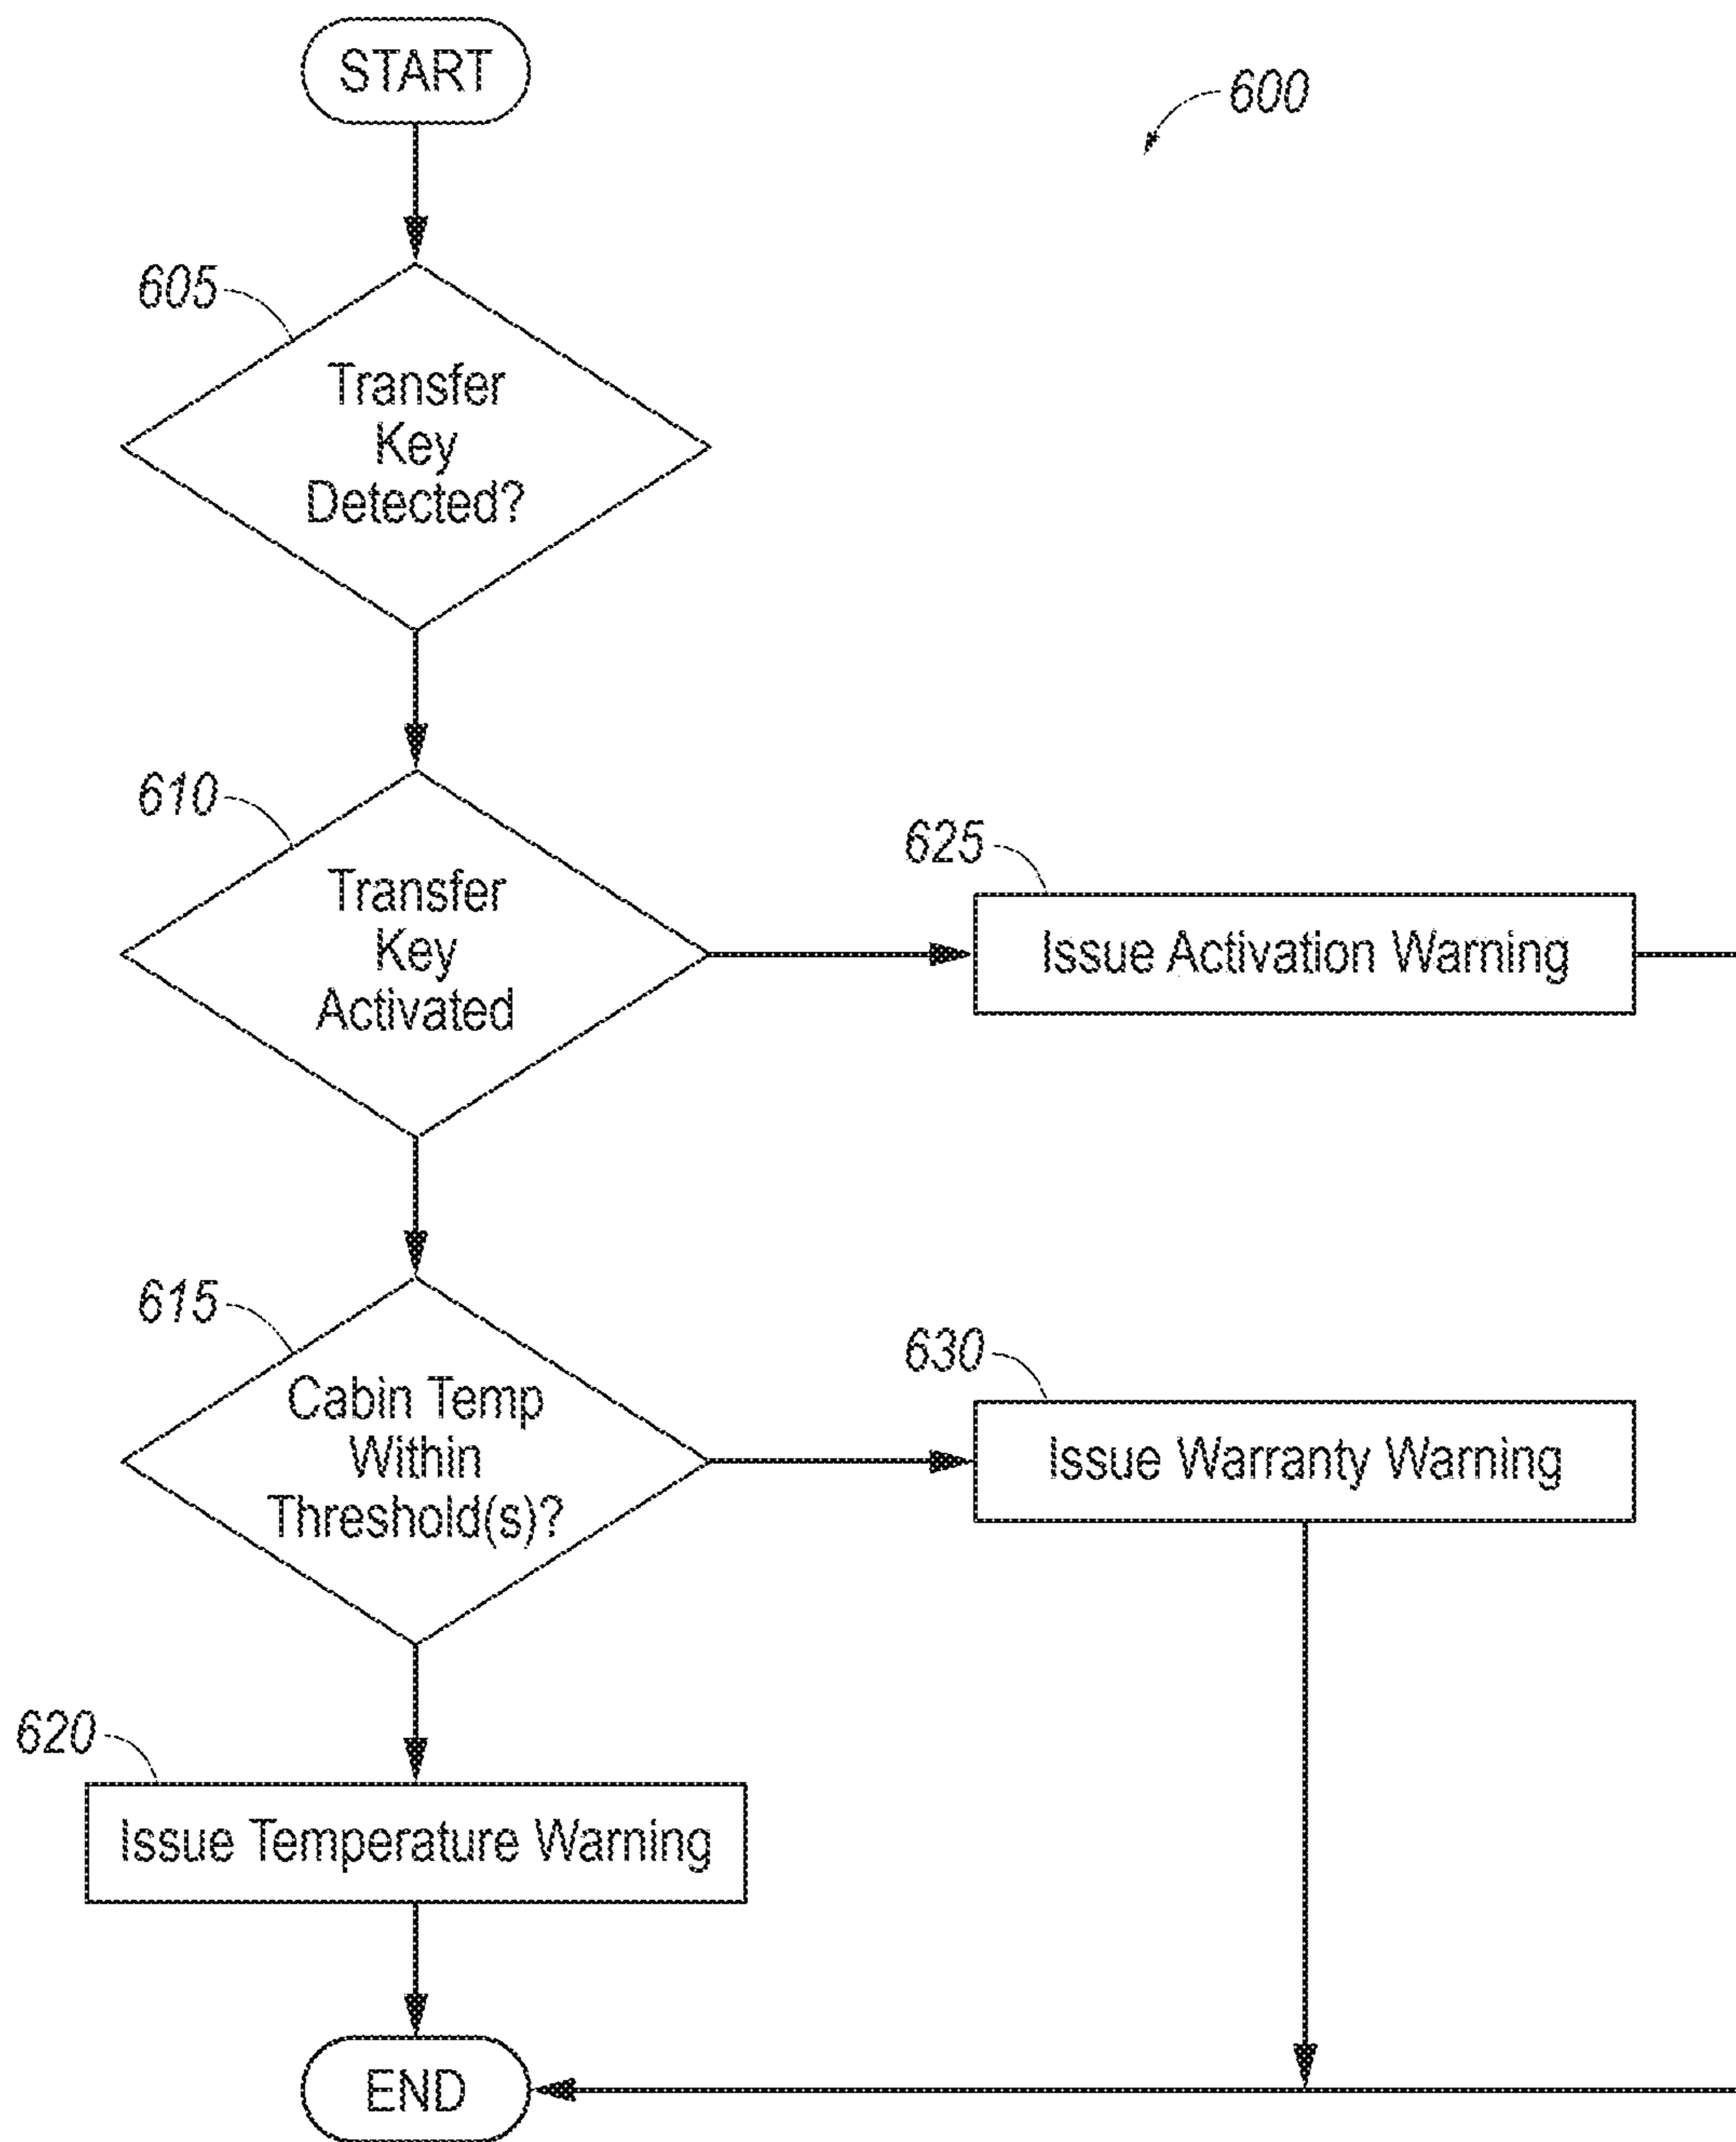 START
600
605
Transfer
Key
Detected?
610
Transfer
Key
Activated
625
Issue Activation Warning
615
Cabin Temp
Within
Threshold(s)?
630
Issue Warranty Warning
620
Issue Temperature Warning
END